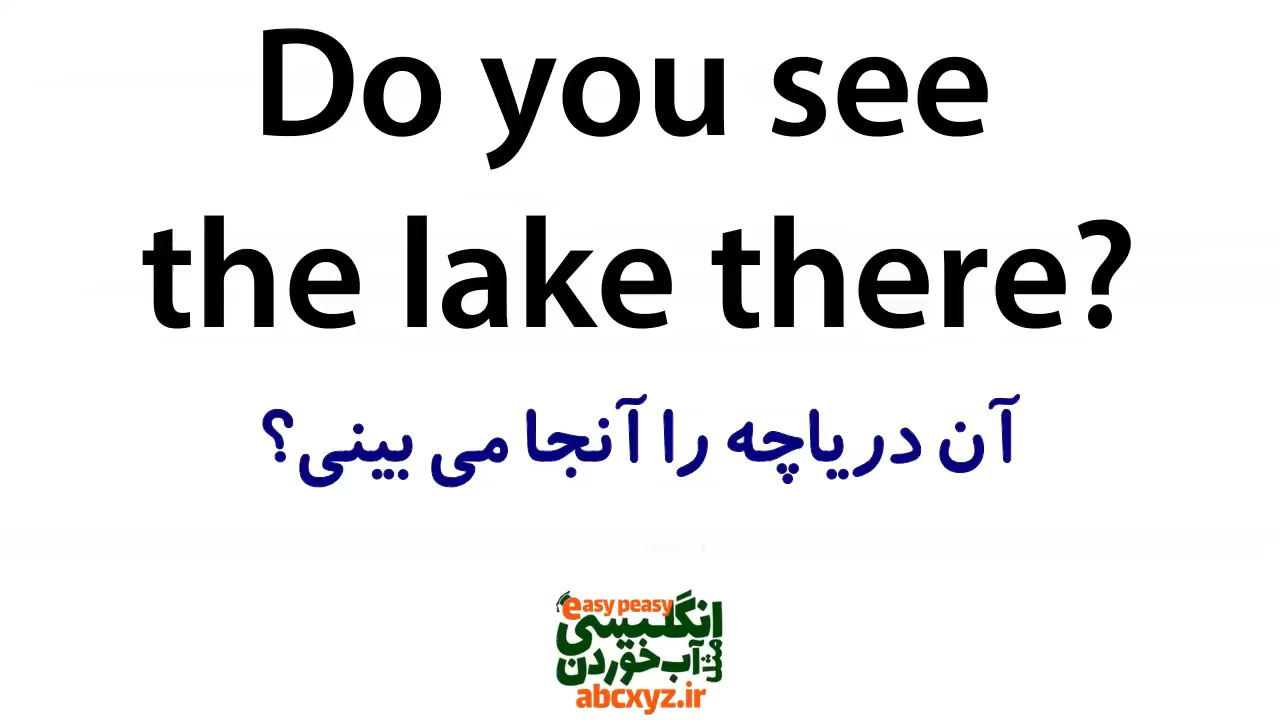 Do you see
the lake there?
آن دریاچه را آنجا می بینی؟
easy peasy
انگلیسی
مثل آب خوردن
abcxyz.ir